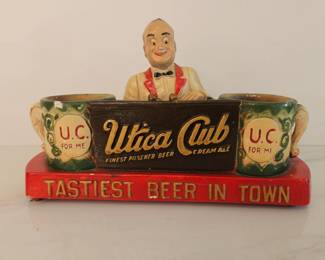 U.C.
FOR ME
Utica Club
FINEST PILSENER BEER CREAM ALE
U.C.
FOR ME
TASTIEST BEER IN TOWN